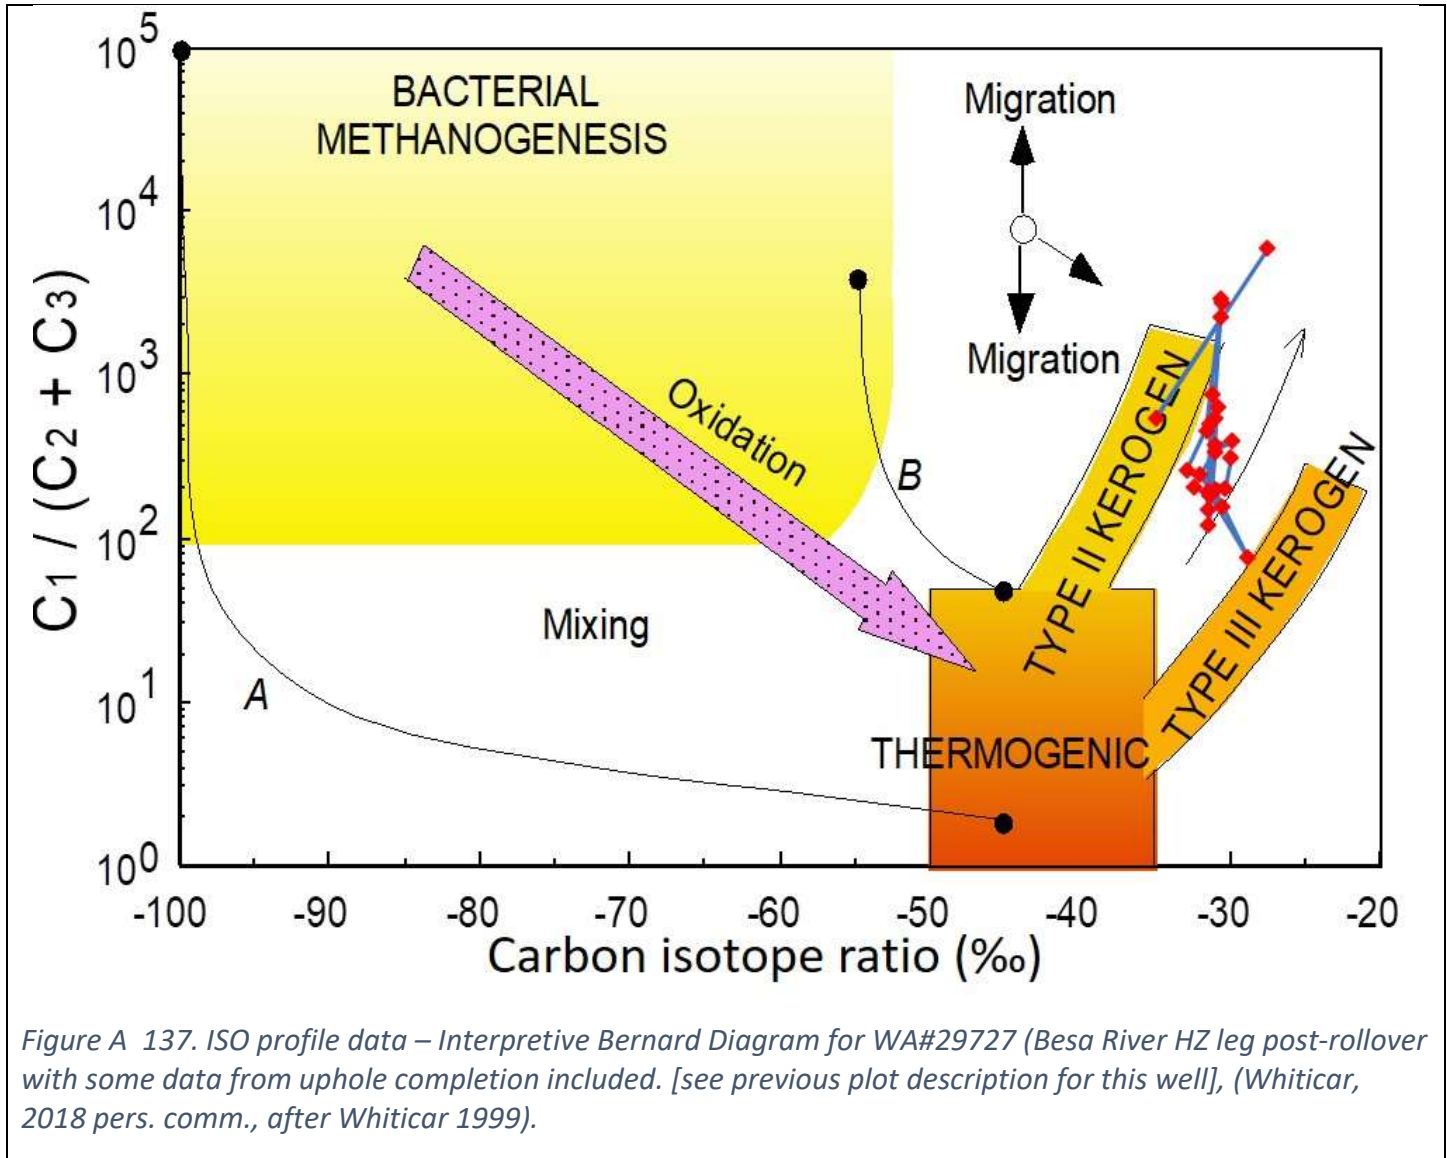 10^5
BACTERIAL
METHANOGENESIS
Migration
10^4
C1 / (C2 + C3)
10^3
Migration
Oxidation
TYPE II KEROGEN
TYPE III KEROGEN
B
10^2
Mixing
10^1
A
THERMOGENIC
10^0
-100 -90 -80 -70 -60 -50 -40 -30 -20
Carbon isotope ratio (‰)
Figure A 137. ISO profile data – Interpretive Bernard Diagram for WA#29727 (Besa River HZ leg post-rollover
with some data from uphole completion included. [see previous plot description for this well], (Whiticar,
2018 pers. comm., after Whiticar 1999).